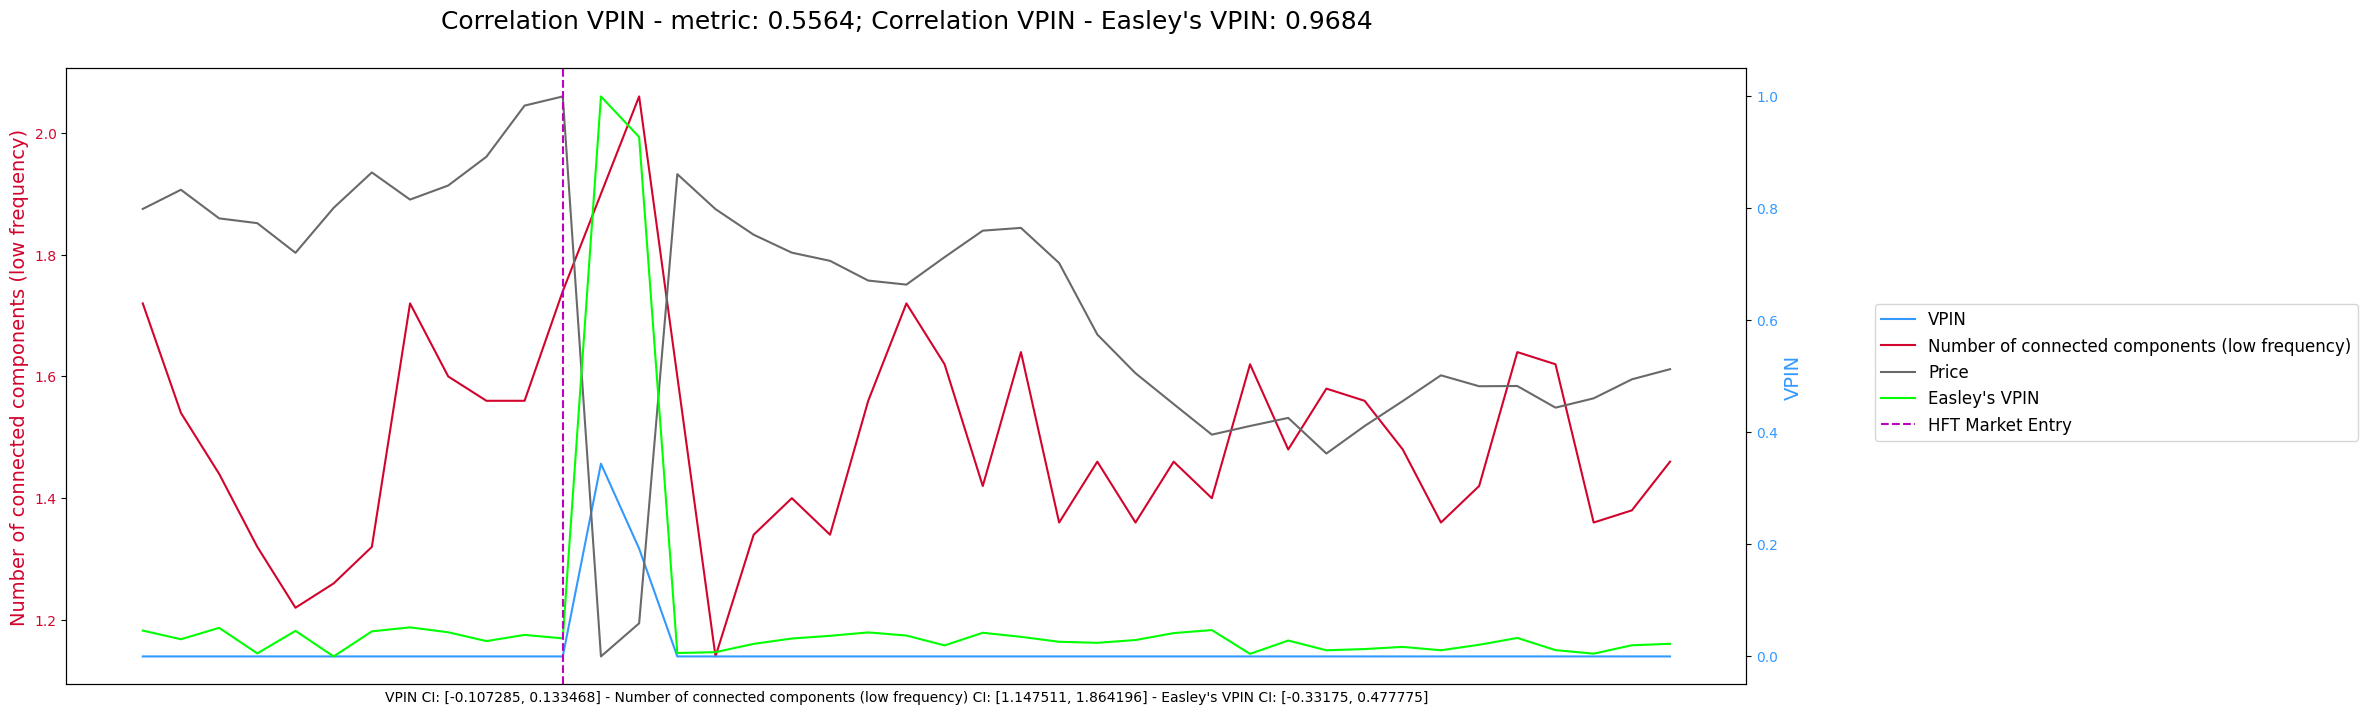 Correlation VPIN - metric: 0.5564; Correlation VPIN - Easley's VPIN: 0.9684
Number of connected components (low frequency)
2.0
1.8
1.6
1.4
1.2
1.0
0.8
0.6
0.4
0.2
0.0
VPIN
VPIN
Number of connected components (low frequency)
Price
Easley's VPIN
HFT Market Entry
VPIN CI: [-0.107285, 0.133468] - Number of connected components (low frequency) CI: [1.147511, 1.864196] - Easley's VPIN CI: [-0.33175, 0.477775]